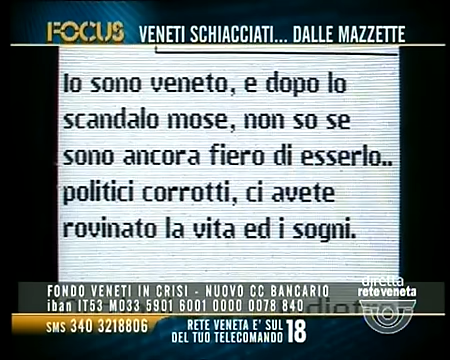 FOCUS VENETI SCHIACCIATI... DALLE MAZZETTE
Io sono veneto, e dopo lo
scandalo mose, non so se
sono ancora fiero di esserlo..
politici corrotti, ci avete
rovinato la vita ed i sogni.
diretta
reteveneta
FONDO VENETI IN CRISI - NUOVO CC BANCARIO
iban IT53 M033 5901 6001 0000 0078 840
SMS 340 3218806
RETE VENETA E' SUL
DEL TUO TELECOMANDO 18